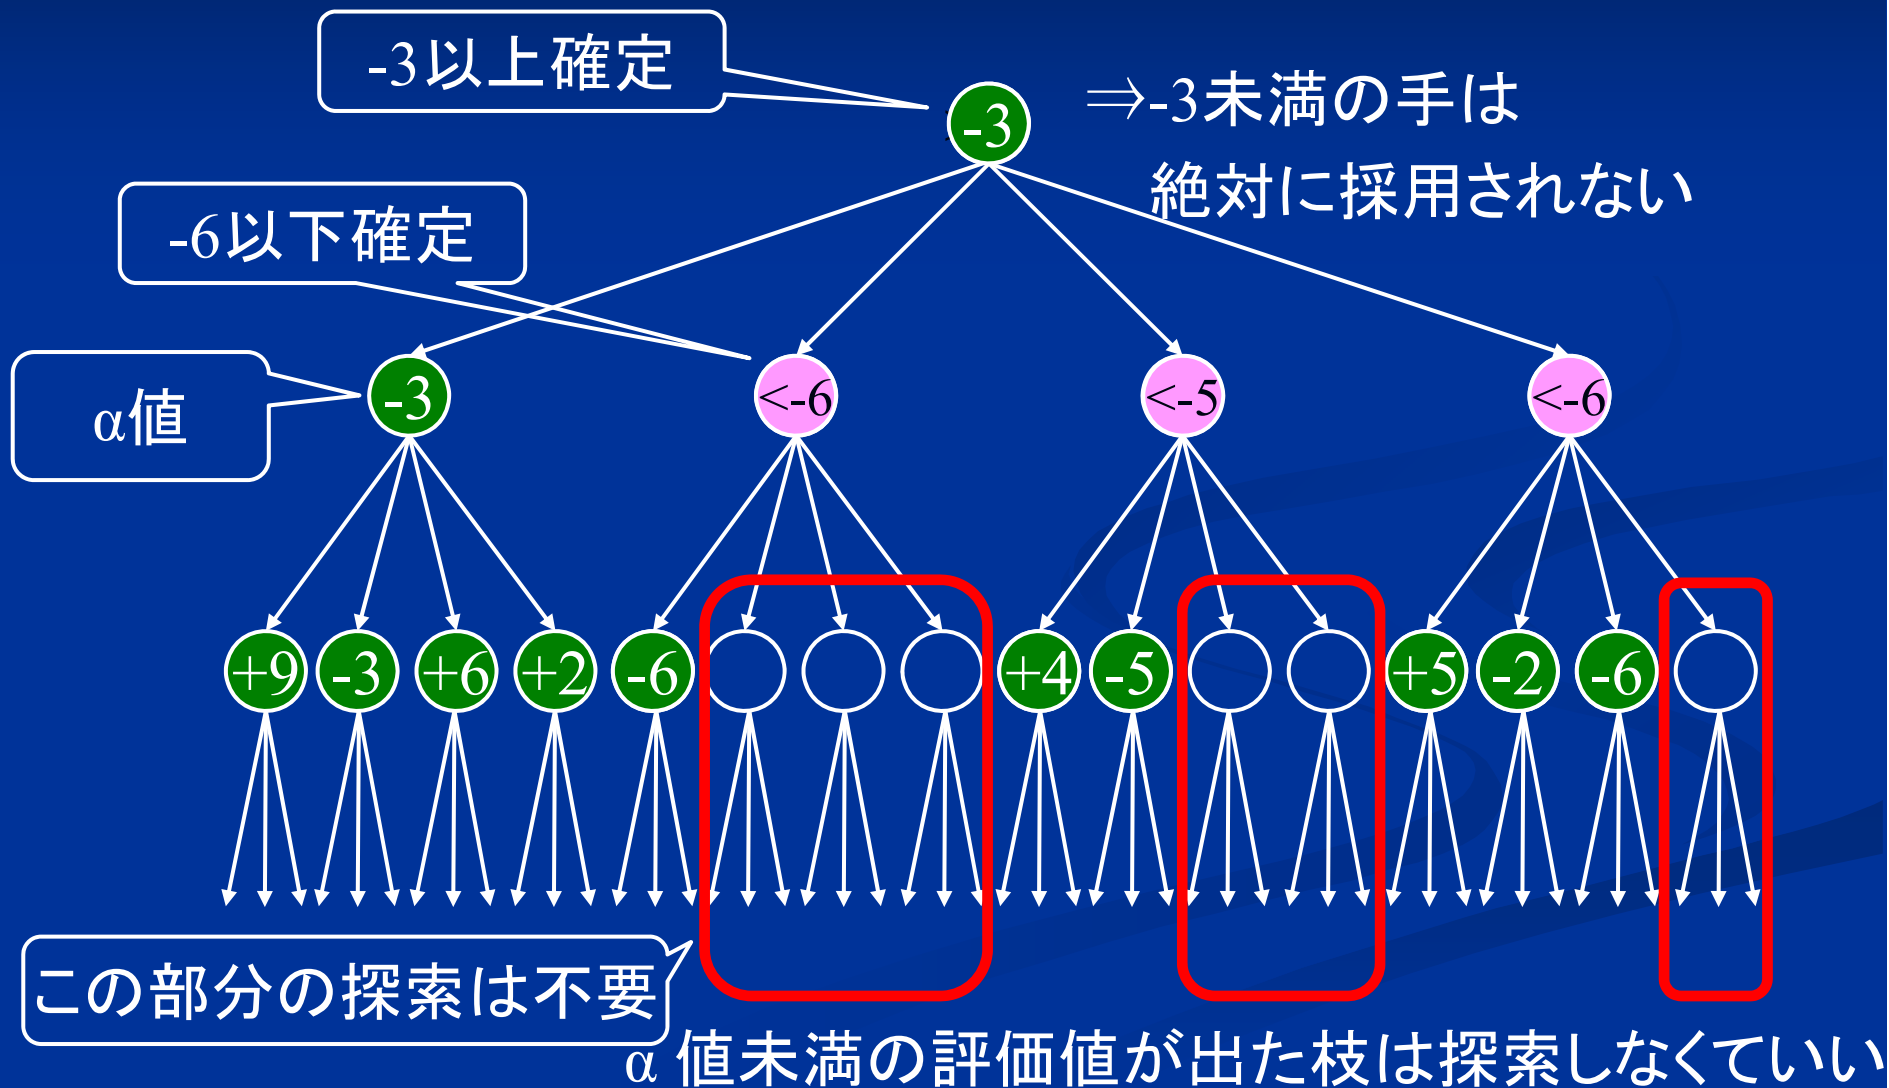 -3以上確定
-3
⇒-3未満の手は
絶対に採用されない
-6以下確定
α値
-3
<-6
<-5
<-6
+9
-3
+6
+2
-6
+4
-5
+5
-2
-6
この部分の探索は不要
α 値未満の評価値が出た枝は探索しなくていい